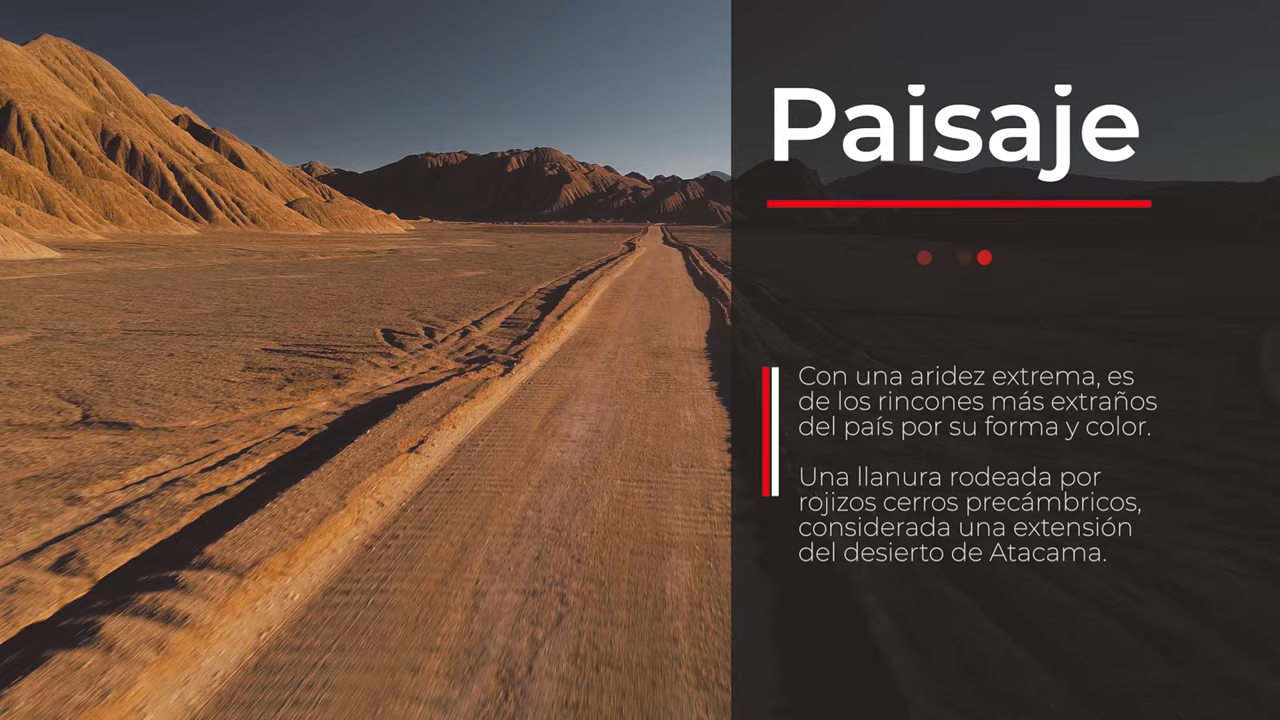 Paisaje
Con una aridez extrema, es
de los rincones más extraños
del país por su forma y color.
Una llanura rodeada por
rojizos cerros precámbricos,
considerada una extensión
del desierto de Atacama.